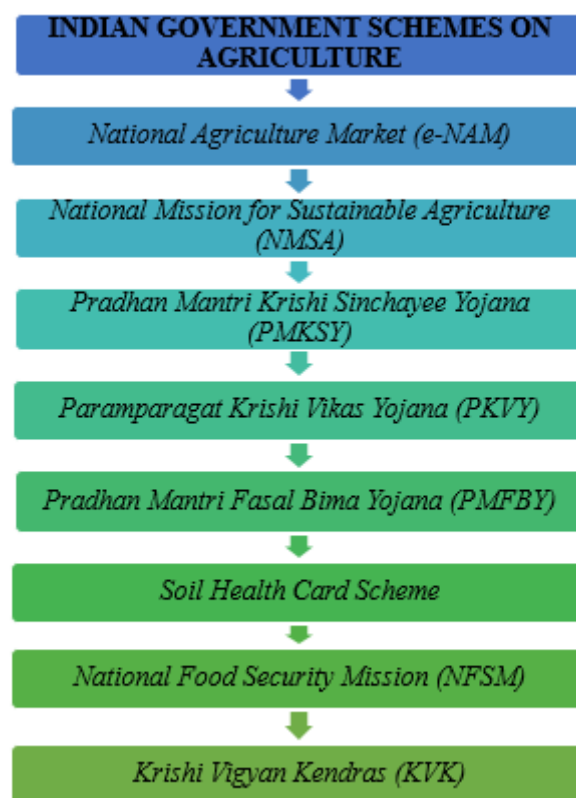 INDIAN GOVERNMENT SCHEMES ON
AGRICULTURE
National Agriculture Market (e-NAM)
National Mission for Sustainable Agriculture
(NMSA)
Pradhan Mantri Krishi Sinchayee Yojana
(PMKSY)
Paramparagat Krishi Vikas Yojana (PKVY)
Pradhan Mantri Fasal Bima Yojana (PMFBY)
Soil Health Card Scheme
National Food Security Mission (NFSM)
Krishi Vigyan Kendras (KVK)